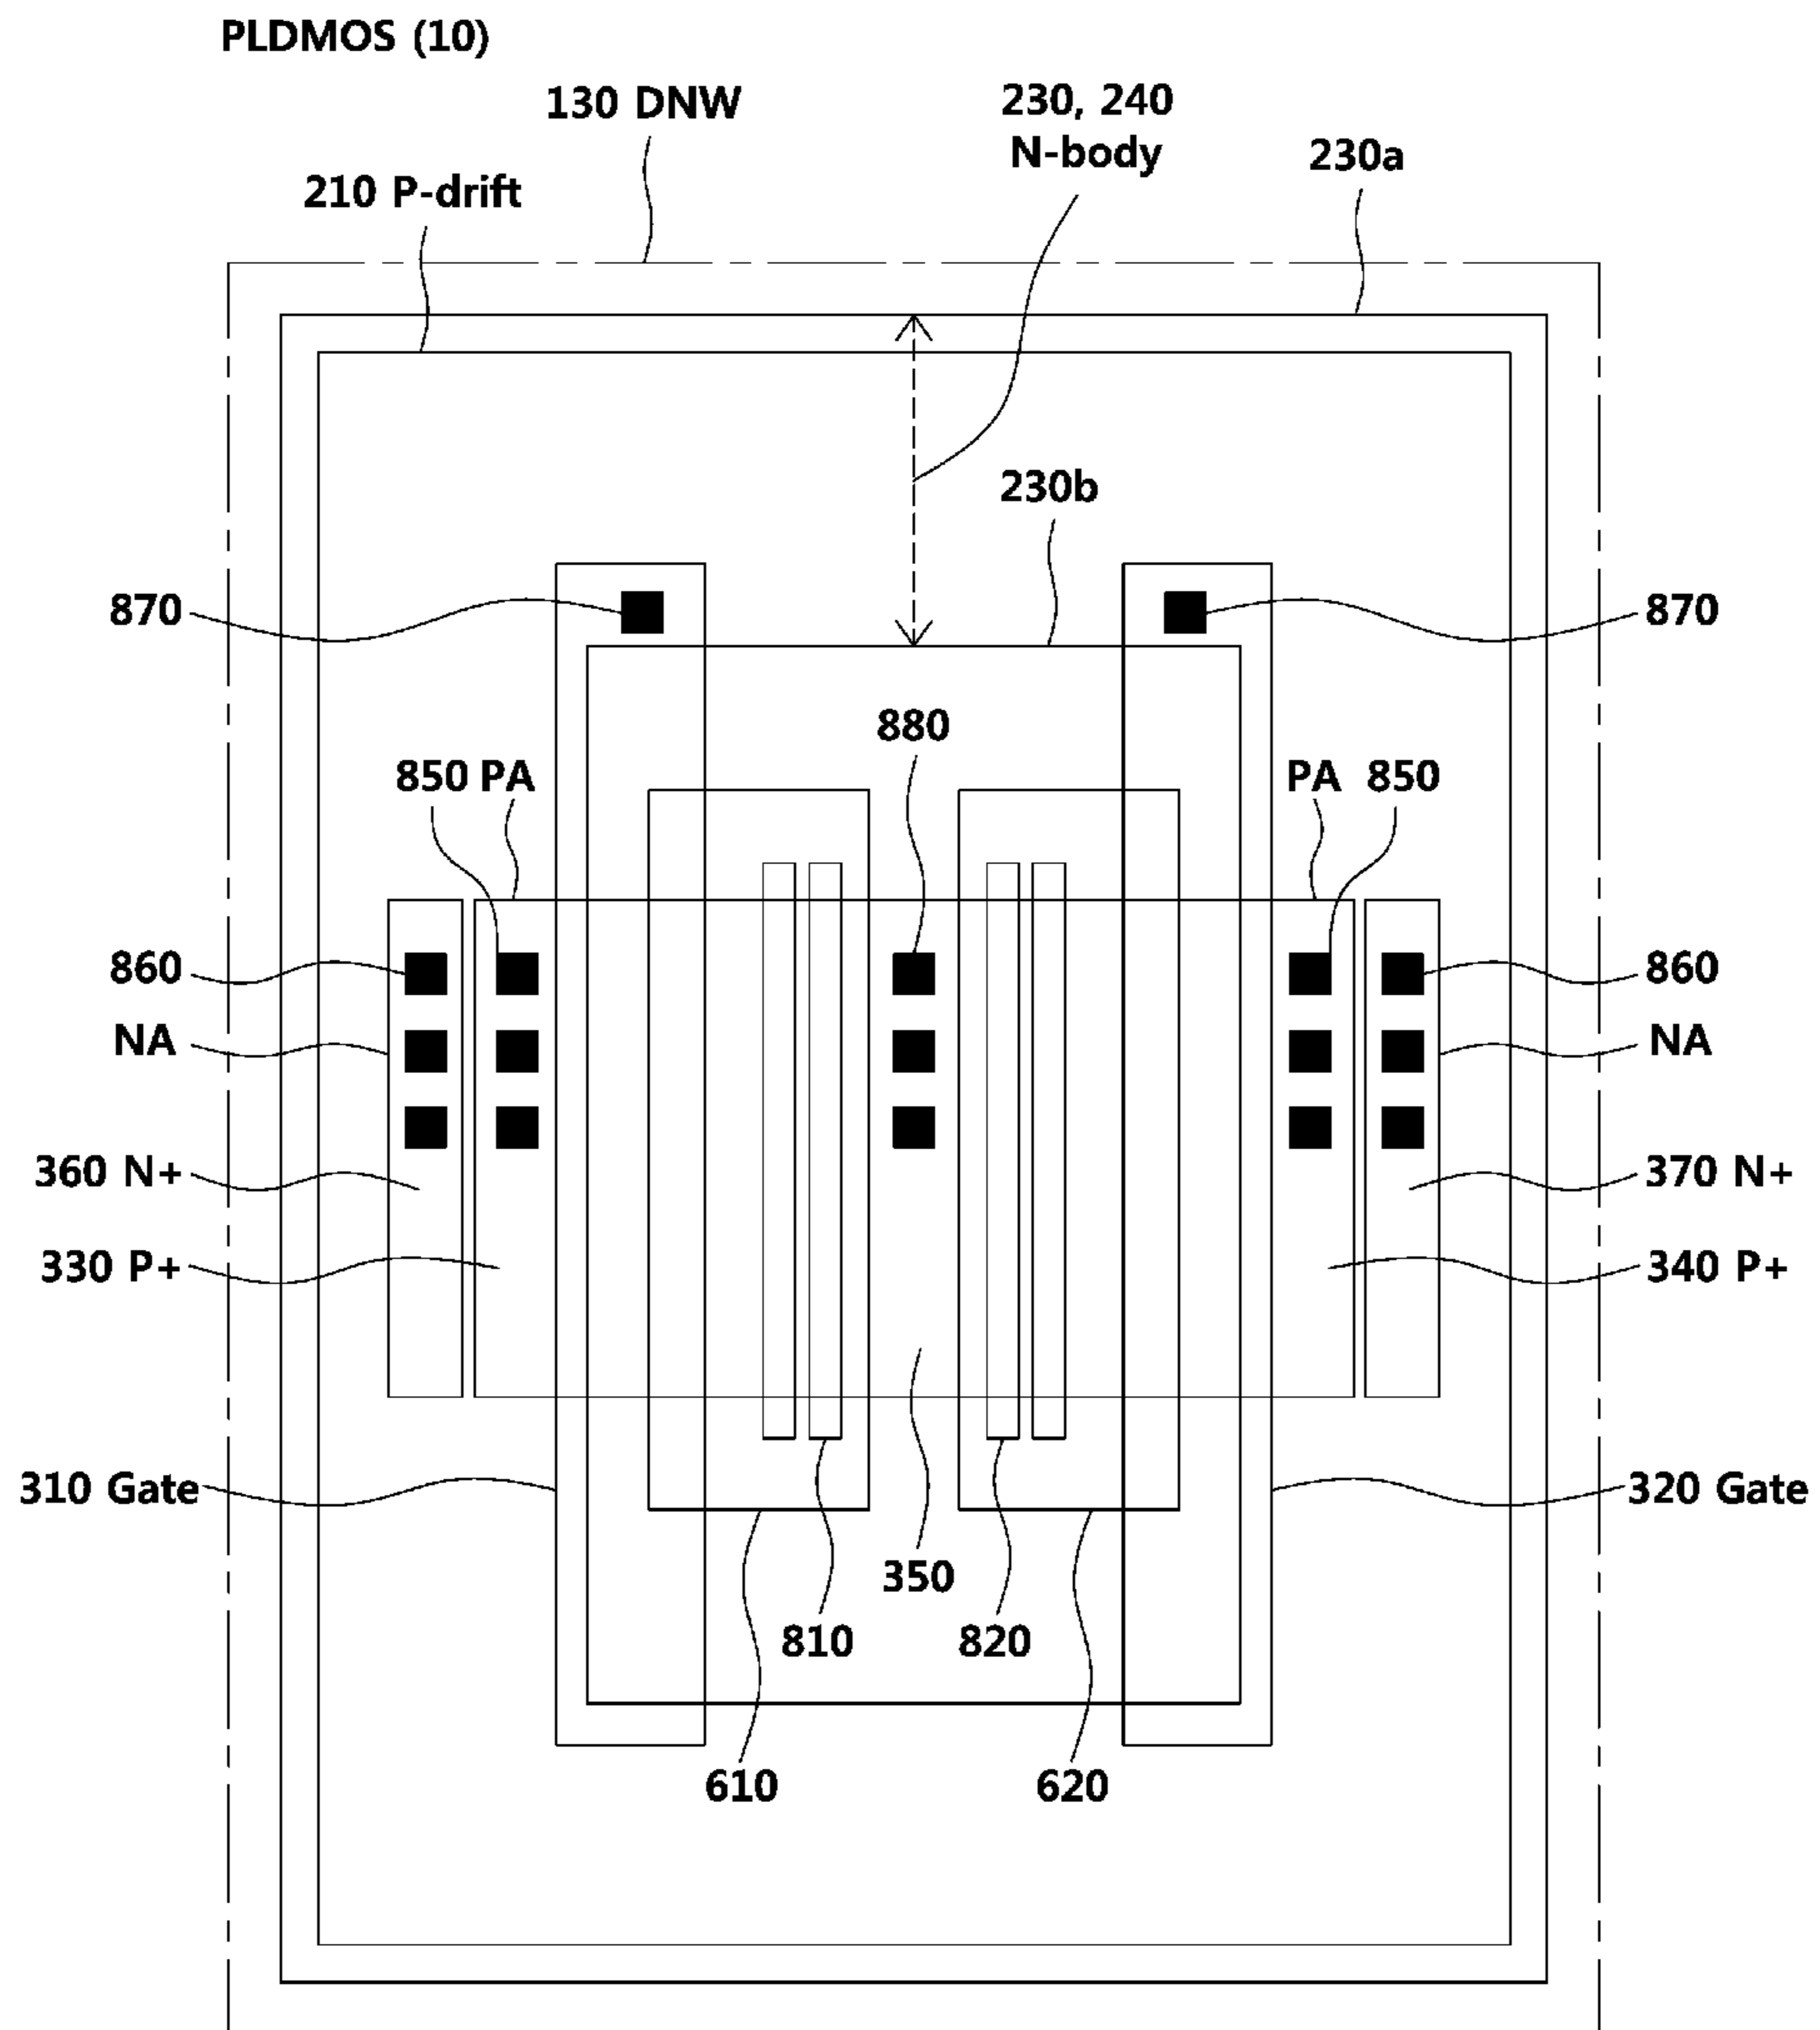 PLDMOS (10)
130 DNW
230, 240
N-body
230a
210 P-drift
230b
870
870
880
850 PA
PA 850
860
860
NA
NA
360 N+
370 N+
330 P+
340 P+
310 Gate
320 Gate
350
810
820
610
620